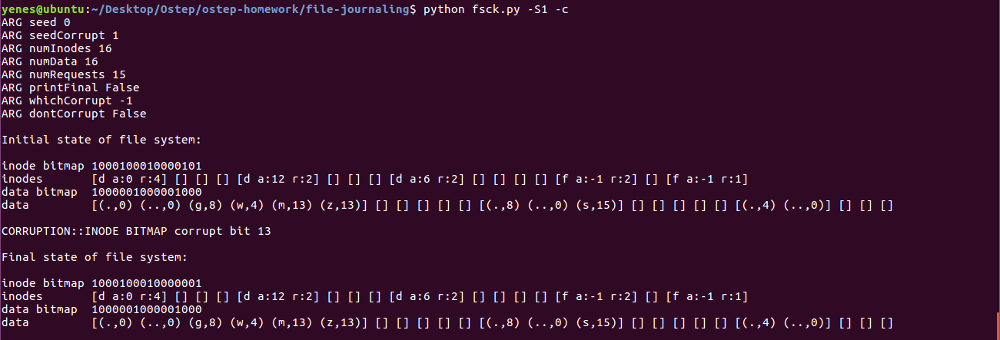 yenes@ubuntu:~/Desktop/Ostep/ostep-homework/file-journaling$ python fsck.py -S1 -c
ARG seed 0
ARG seedCorrupt 1
ARG numInodes 16
ARG numData 16
ARG numRequests 15
ARG printFinal False
ARG whichCorrupt -1
ARG dontCorrupt False

Initial state of file system:

inode bitmap 1000100010000101
inodes       [d a:0 r:4] [] [] [] [d a:12 r:2] [] [] [] [d a:6 r:2] [] [] [] [] [f a:-1 r:2] [] [f a:-1 r:1]
data bitmap  1000001000001000
data         [(.,0) (..,0) (g,8) (w,4) (m,13) (z,13)] [] [] [] [] [] [(.,8) (..,0) (s,15)] [] [] [] [] [] [(.,4) (..,0)] [] [] []

CORRUPTION::INODE BITMAP corrupt bit 13

Final state of file system:

inode bitmap 1000100010000001
inodes       [d a:0 r:4] [] [] [] [d a:12 r:2] [] [] [] [d a:6 r:2] [] [] [] [] [f a:-1 r:2] [] [f a:-1 r:1]
data bitmap  1000001000001000
data         [(.,0) (..,0) (g,8) (w,4) (m,13) (z,13)] [] [] [] [] [] [(.,8) (..,0) (s,15)] [] [] [] [] [] [(.,4) (..,0)] [] [] []